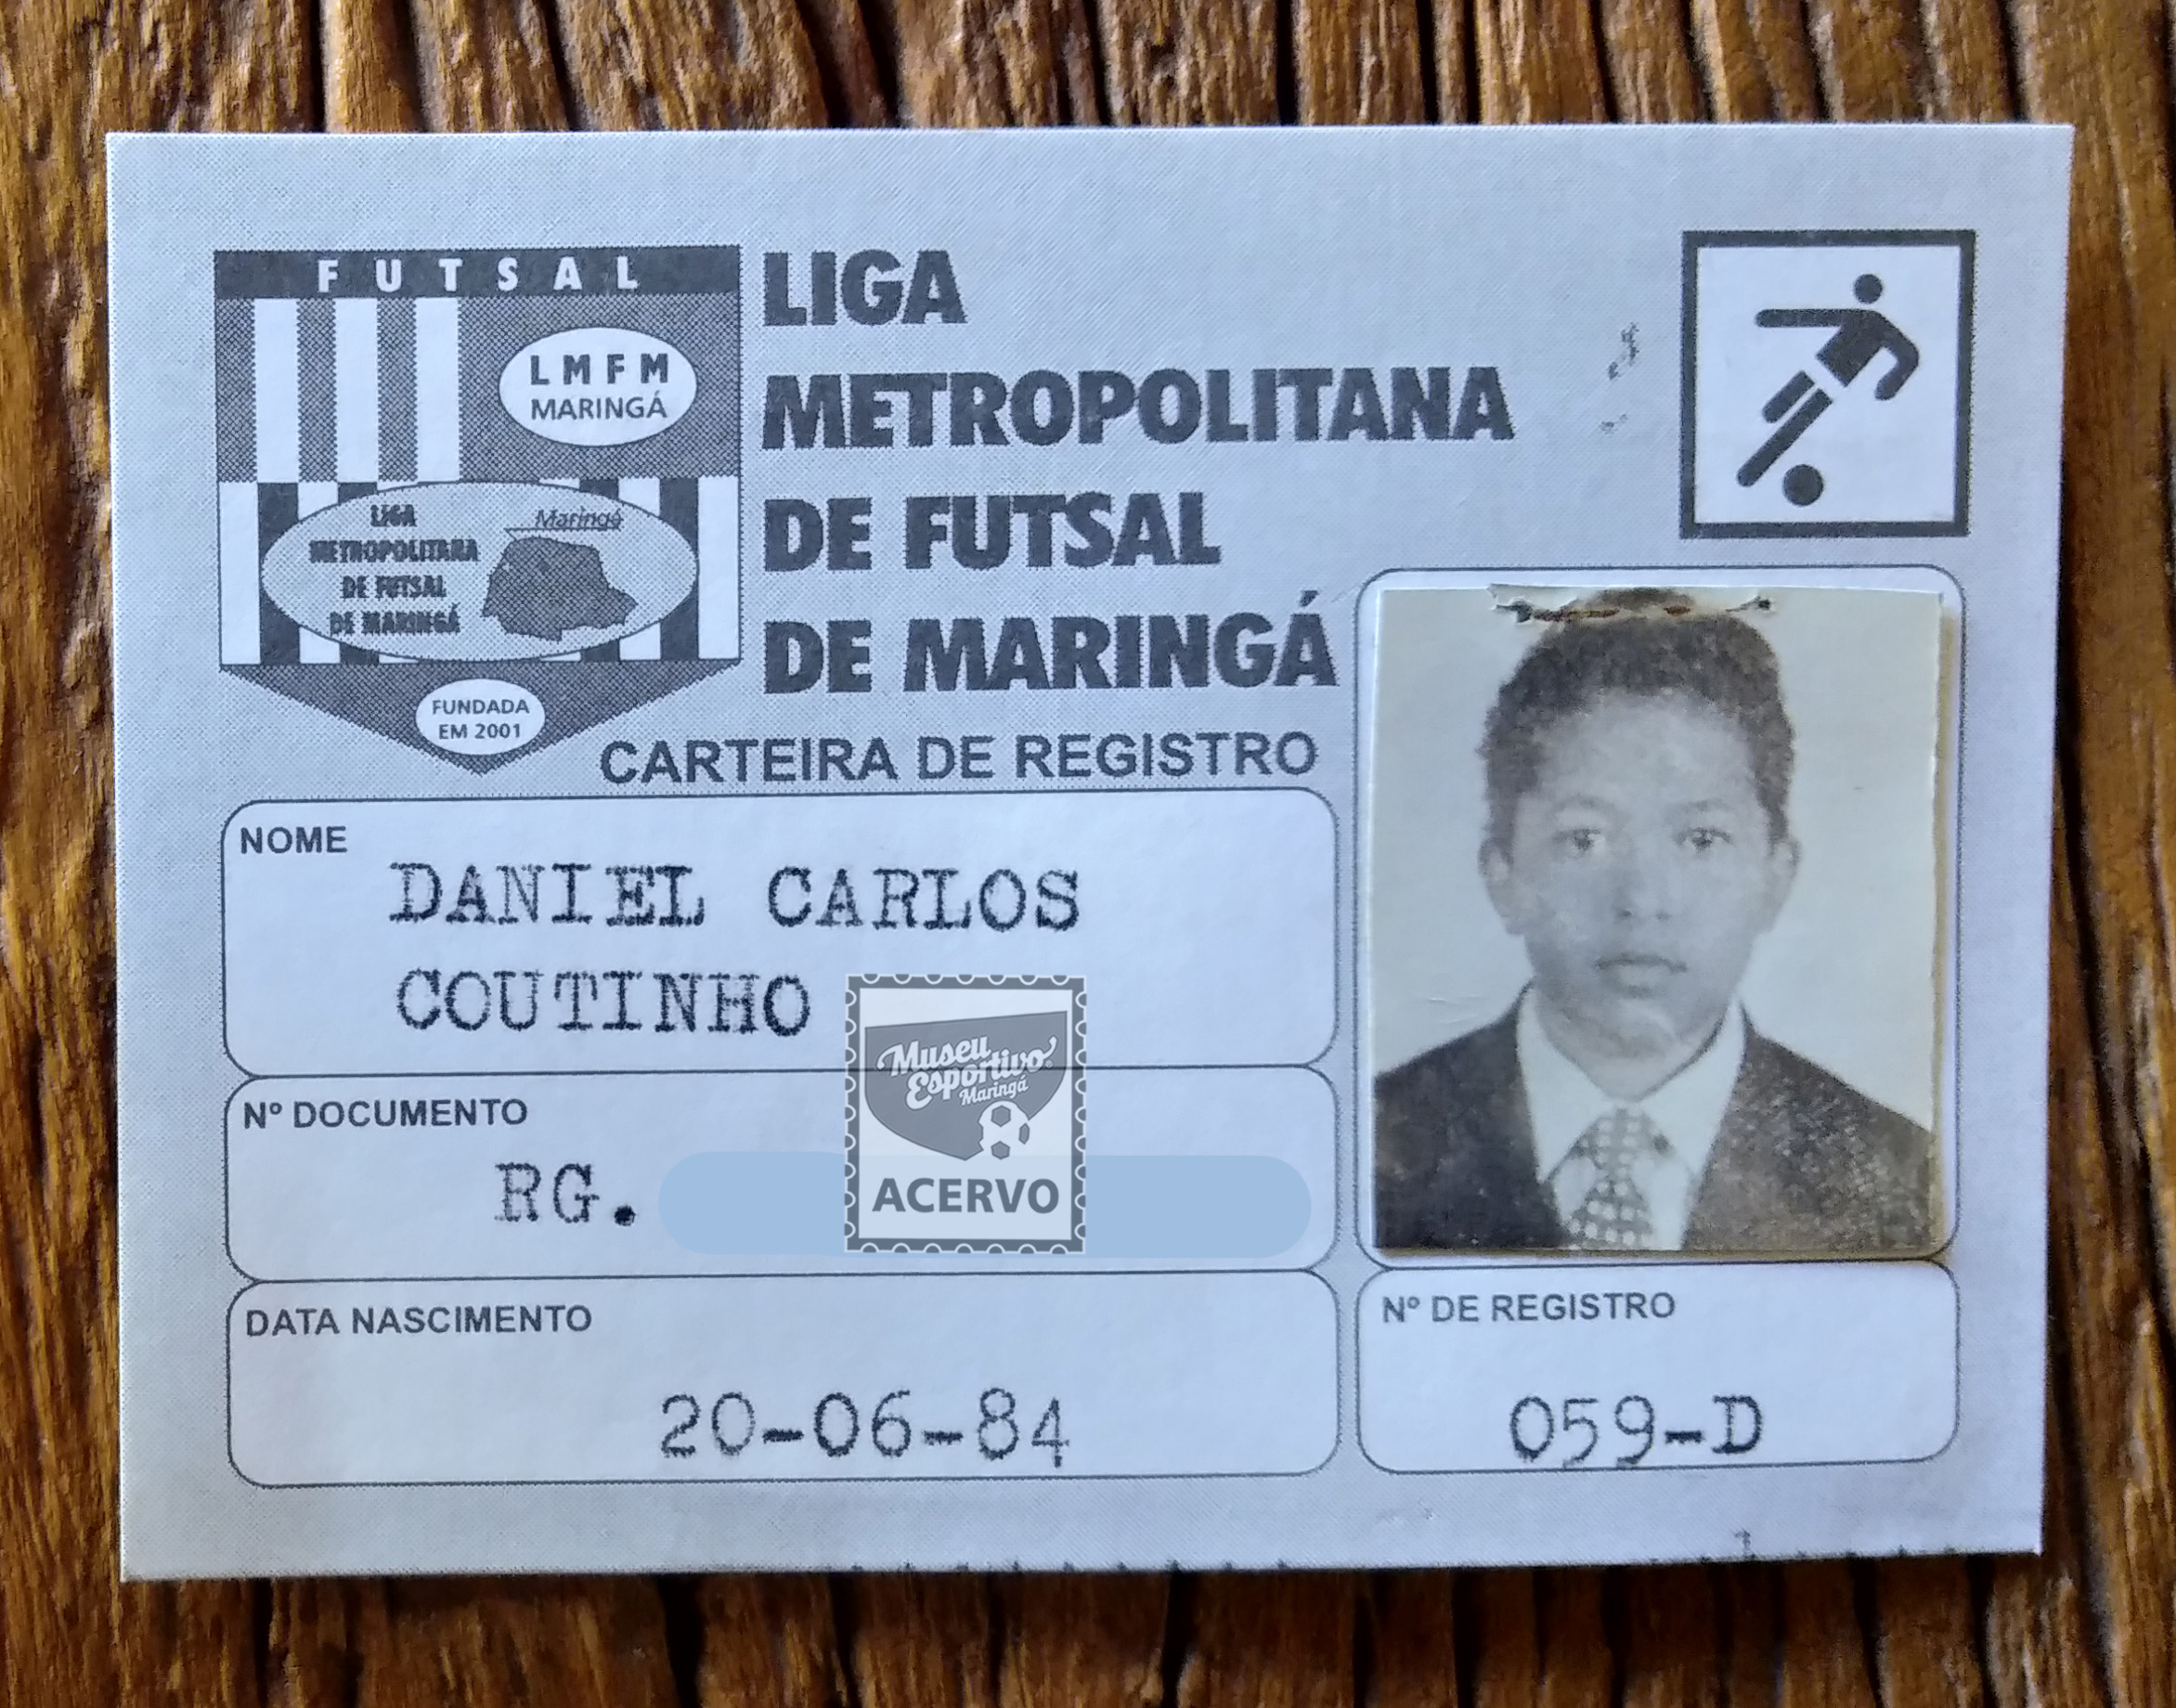 FUTSAL
LMFM
MARINGÁ
LIGA
METROPOLITANA
DE FUTSAL
DE MARINGÁ
Maringá
FUNDADA
EM 2001
LIGA
METROPOLITANA
DE FUTSAL
DE MARINGÁ
CARTEIRA DE REGISTRO
NOME
DANIEL CARLOS
COUTINHO
Museu
Esportivo
Maringá
ACERVO
Nº DOCUMENTO
RG.
DATA NASCIMENTO
20-06-84
Nº DE REGISTRO
059-D